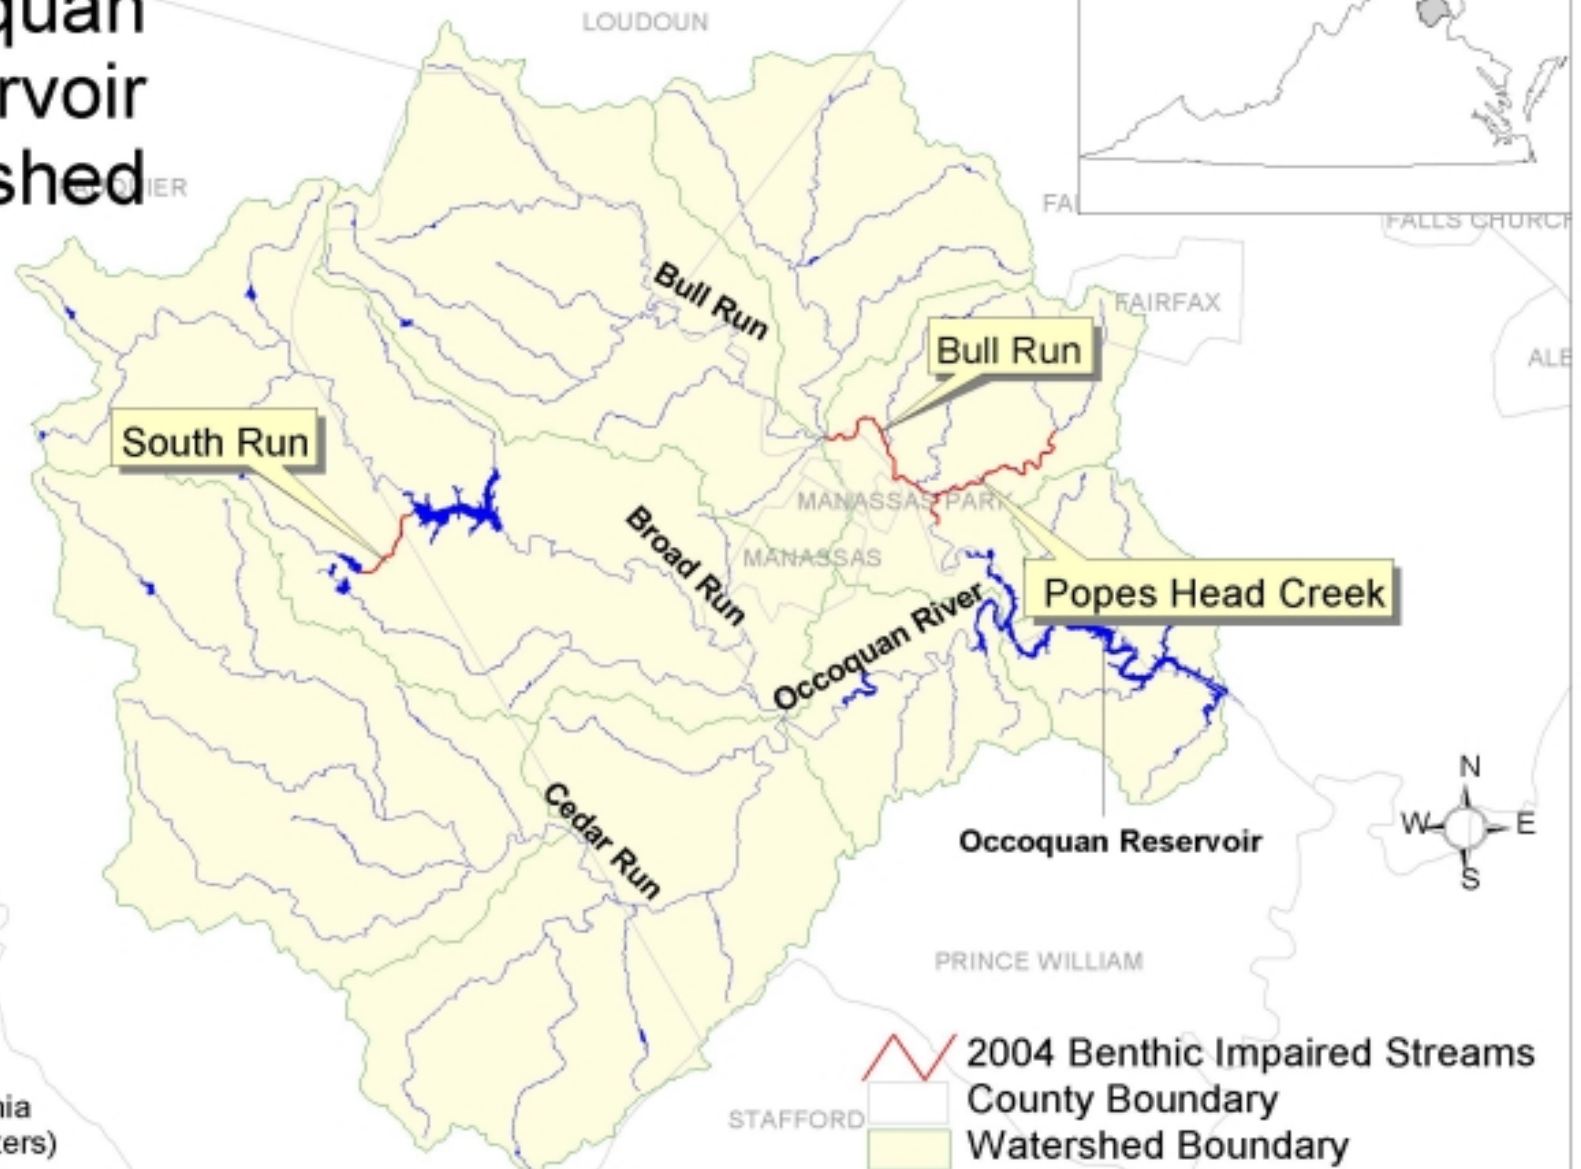 quan
rvoir
shed
LOUDOUN
FALLS CHURCH
FAIRFAX
Bull Run
Bull Run
South Run
MANASSAS PARK
MANASSAS
Broad Run
Popes Head Creek
Occoquan River
Cedar Run
Occoquan Reservoir
N
W
E
S
PRINCE WILLIAM
STAFFORD
2004 Benthic Impaired Streams
County Boundary
Watershed Boundary
nia
ters)